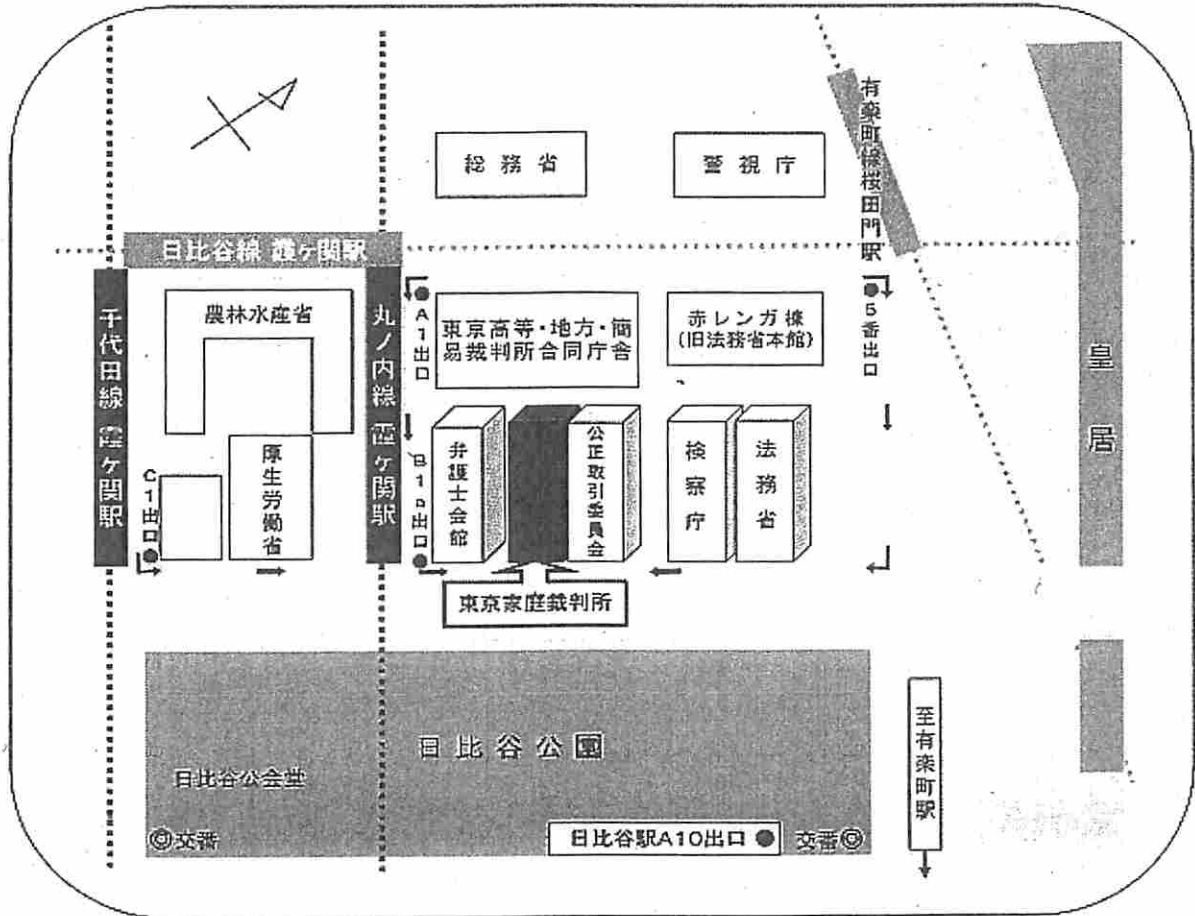 総務省
警視庁
有楽町線桜田門駅
日比谷線 霞ヶ関駅
千代田線 霞ヶ関駅
農林水産省
丸ノ内線 霞ヶ関駅
A1出口
東京高等・地方・簡
易裁判所合同庁舎
赤レンガ棟
(旧法務省本館)
5番出口
皇居
C1出口
厚生労働省
B1a出口
弁護士会館
公正取引委員会
検察庁
法務省
東京家庭裁判所
日比谷公園
日比谷公会堂
至有楽町駅
◎交番
日比谷駅A10出口
交番◎